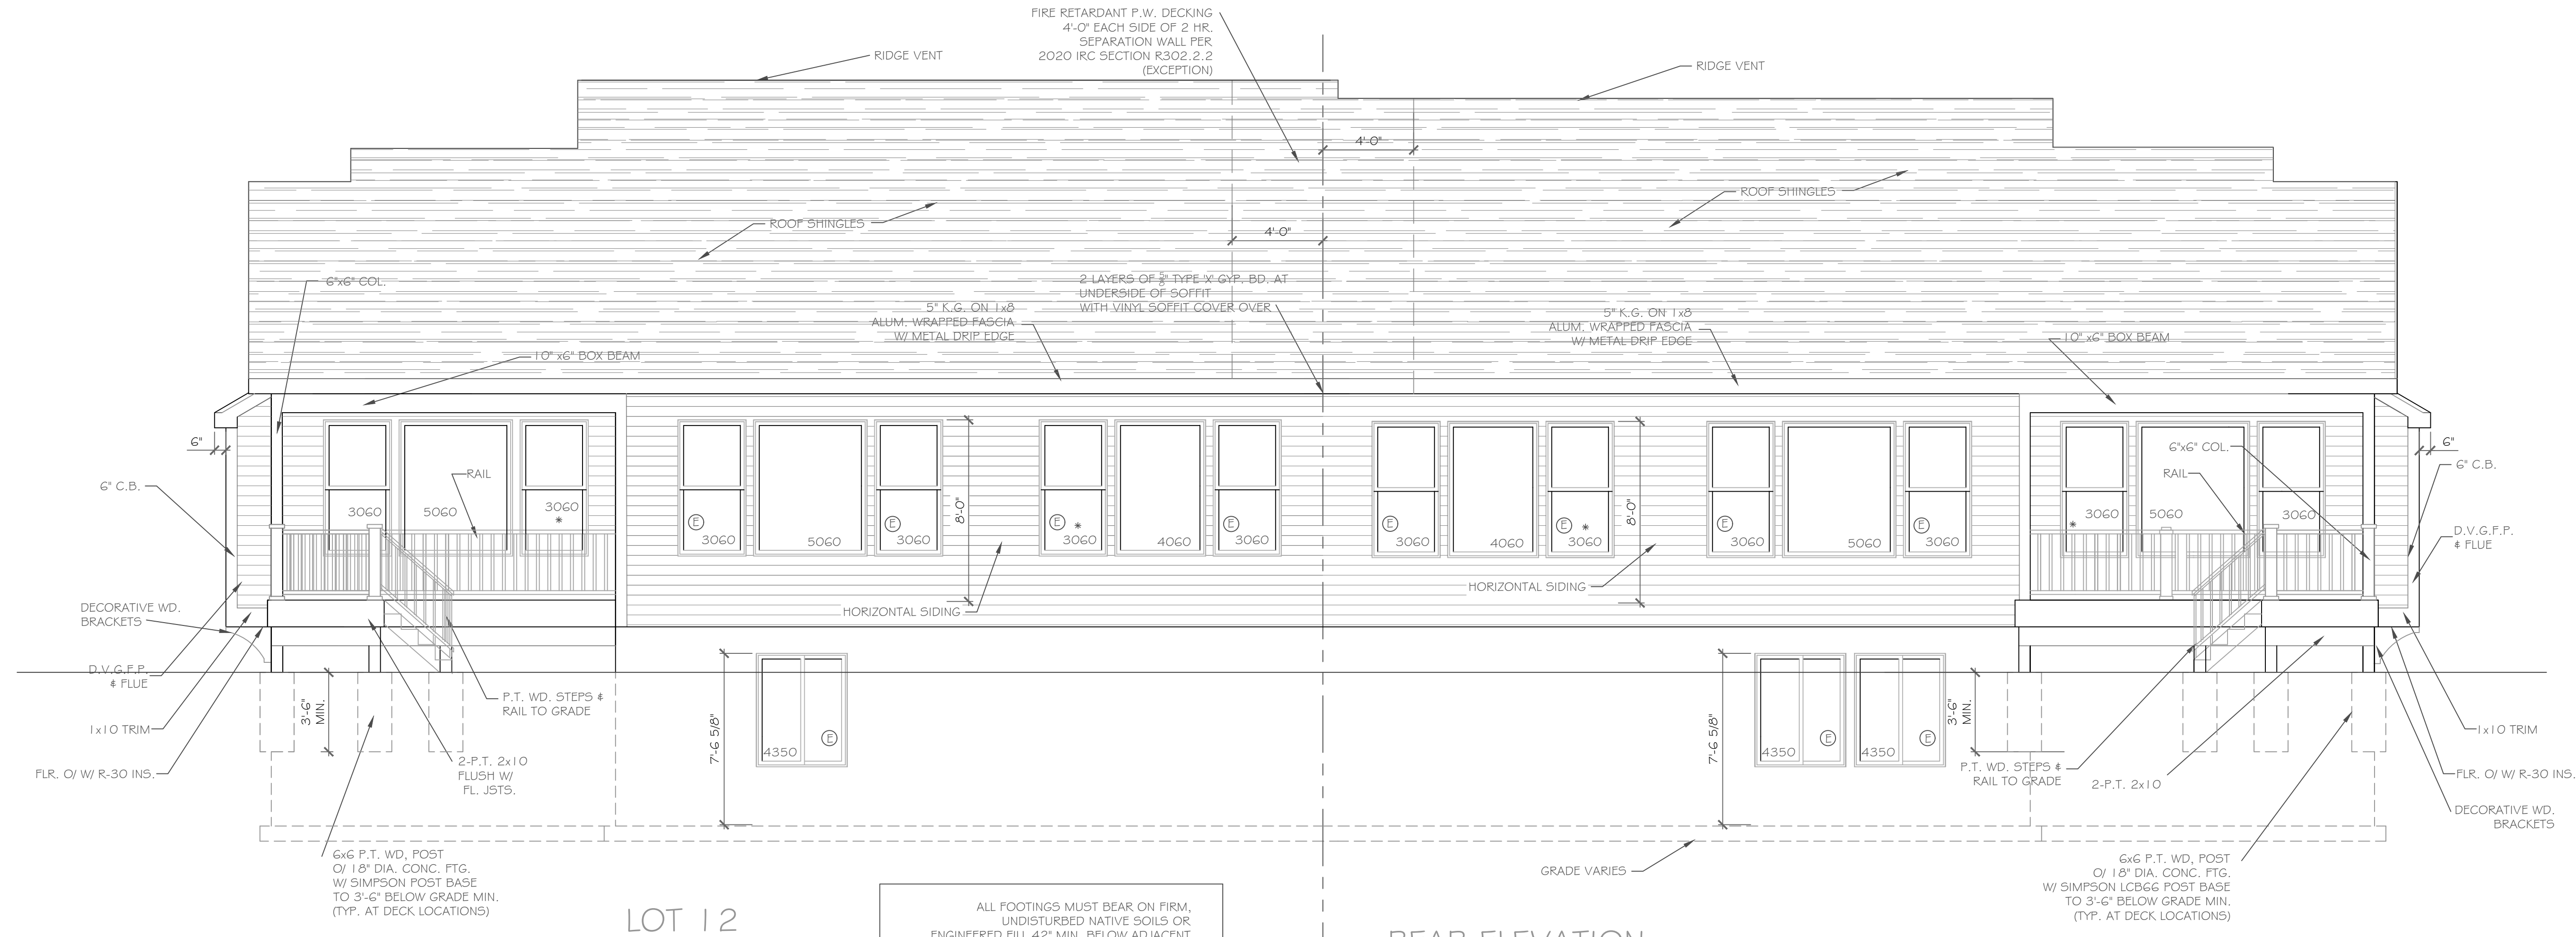 FIRE RETARDANT P.W. DECKING
4'-0" EACH SIDE OF 2 HR.
SEPARATION WALL PER
2020 IRC SECTION R302.2.2
(EXCEPTION)
RIDGE VENT
RIDGE VENT
4'-0"
ROOF SHINGLES
ROOF SHINGLES
4'-0"
6"x6" COL.
2 LAYERS OF 5/8" TYPE 'X' GYP. BD. AT
UNDERSIDE OF SOFFIT
WITH VINYL SOFFIT COVER OVER
5" K.G. ON 1x8
ALUM. WRAPPED FASCIA
W/ METAL DRIP EDGE
5" K.G. ON 1x8
ALUM. WRAPPED FASCIA
W/ METAL DRIP EDGE
10" x6" BOX BEAM
10" x6" BOX BEAM
6"
6"
6" C.B.
RAIL
6"x6" COL.
RAIL
6" C.B.
3060
5060
3060
*
E
3060
5060
E
3060
8'-0"
E
*
3060
4060
E
3060
E
3060
4060
E
*
3060
8'-0"
E
3060
5060
E
3060
*
3060
5060
3060
D.V.G.F.P.
& FLUE
HORIZONTAL SIDING
HORIZONTAL SIDING
DECORATIVE WD.
BRACKETS
D.V.G.F.P.
& FLUE
1x10 TRIM
FLR. O/ W/ R-30 INS.
3'-6"
MIN.
P.T. WD. STEPS &
RAIL TO GRADE
2-P.T. 2x10
FLUSH W/
FL. JSTS.
7'-6 5/8"
4350
E
7'-6 5/8"
4350
E
4350
E
3'-6"
MIN.
P.T. WD. STEPS &
RAIL TO GRADE
2-P.T. 2x10
1x10 TRIM
FLR. O/ W/ R-30 INS.
DECORATIVE WD.
BRACKETS
6x6 P.T. WD, POST
O/ 18" DIA. CONC. FTG.
W/ SIMPSON POST BASE
TO 3'-6" BELOW GRADE MIN.
(TYP. AT DECK LOCATIONS)
GRADE VARIES
6x6 P.T. WD, POST
O/ 18" DIA. CONC. FTG.
W/ SIMPSON LCB66 POST BASE
TO 3'-6" BELOW GRADE MIN.
(TYP. AT DECK LOCATIONS)
LOT 12
ALL FOOTINGS MUST BEAR ON FIRM,
UNDISTURBED NATIVE SOILS OR
ENGINEERED FILL 42" MIN. BELOW ADJACENT
REAR ELEVATION